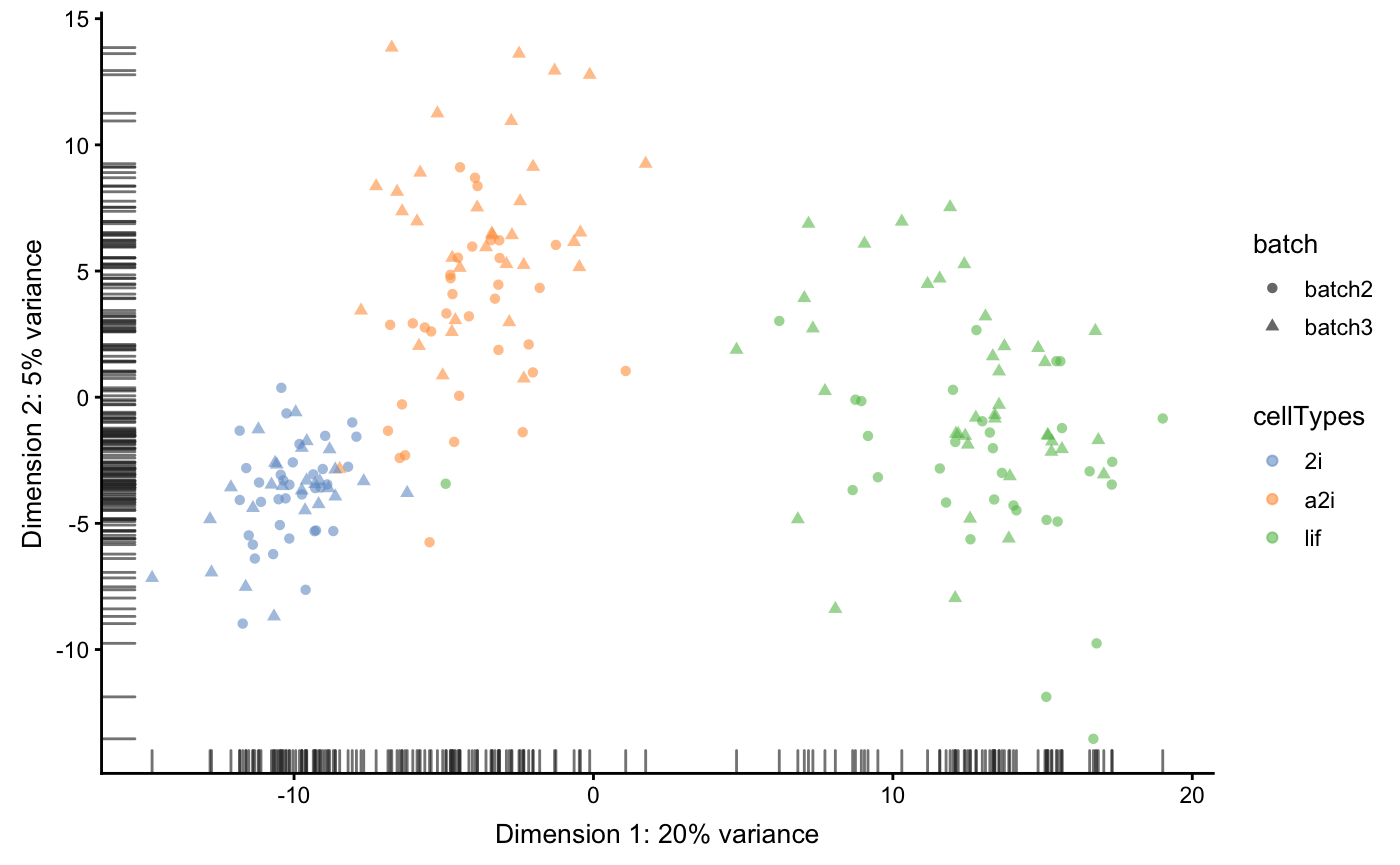 15
10
5
0
-5
-10
Dimension 2: 5% variance
-10
0
10
20
Dimension 1: 20% variance
batch
batch2
batch3
cellTypes
2i
a2i
lif